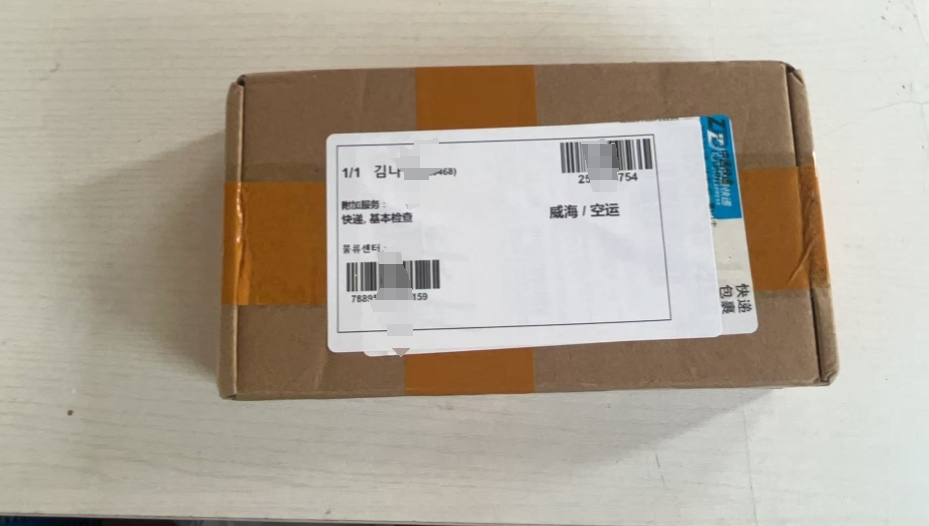 1/1 김나 468)
25 754
附加服务:
快递, 基本检查
威海 / 空运
물류센터:
7889 159
快递
包裹